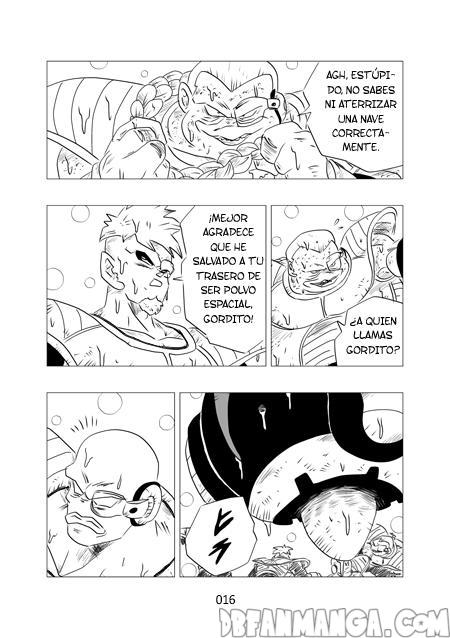 AGH, ESTÚPI-
DO, NO SABES
NI ATERRIZAR
UNA NAVE
CORRECTA-
MENTE.
¡MEJOR
AGRADECE
QUE HE
SALVADO A TU
TRASERO DE
SER POLVO
ESPACIAL,
GORDITO!
¿A QUIEN
LLAMAS
GORDITO?
ピ
016
DBFANMANGA.COM